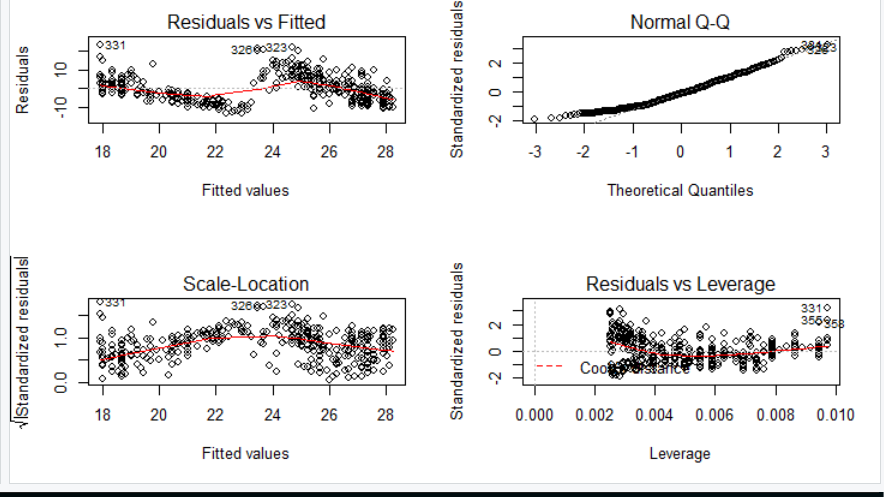 Residuals vs Fitted
Residuals
10
-10
331
326
323
18 20 22 24 26 28
Fitted values
Normal Q-Q
Standardized residuals
2
0
-2
-3 -2 -1 0 1 2 3
Theoretical Quantiles
Scale-Location
√|Standardized residuals|
1.0
0.0
331
326
323
18 20 22 24 26 28
Fitted values
Residuals vs Leverage
Standardized residuals
2
0
-2
331
358
0.000 0.002 0.004 0.006 0.008 0.010
Leverage